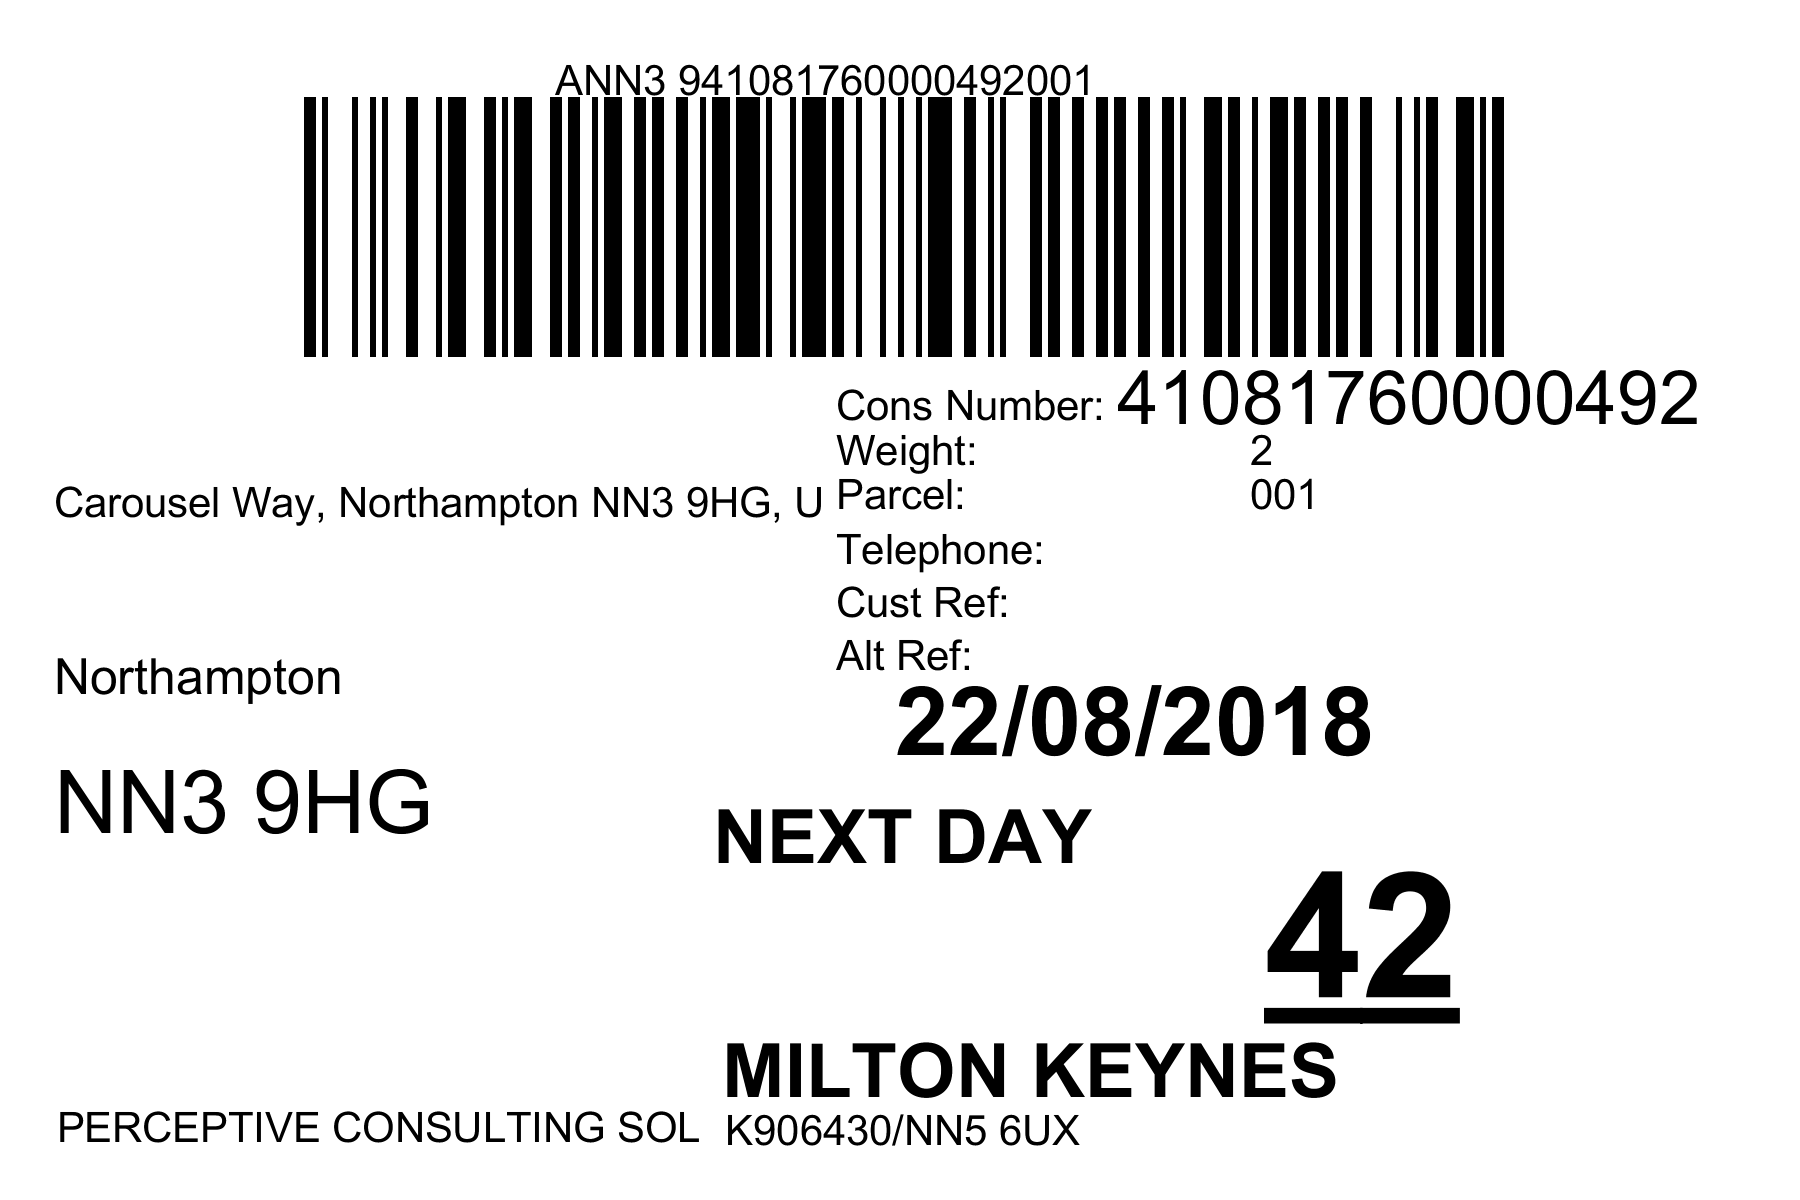 ANN3 941081760000492001
Cons Number: 41081760000492
Weight: 2
Carousel Way, Northampton NN3 9HG, U
Parcel: 001
Telephone:
Cust Ref:
Alt Ref:
Northampton
22/08/2018
NN3 9HG
NEXT DAY
42
MILTON KEYNES
PERCEPTIVE CONSULTING SOL
K906430/NN5 6UX